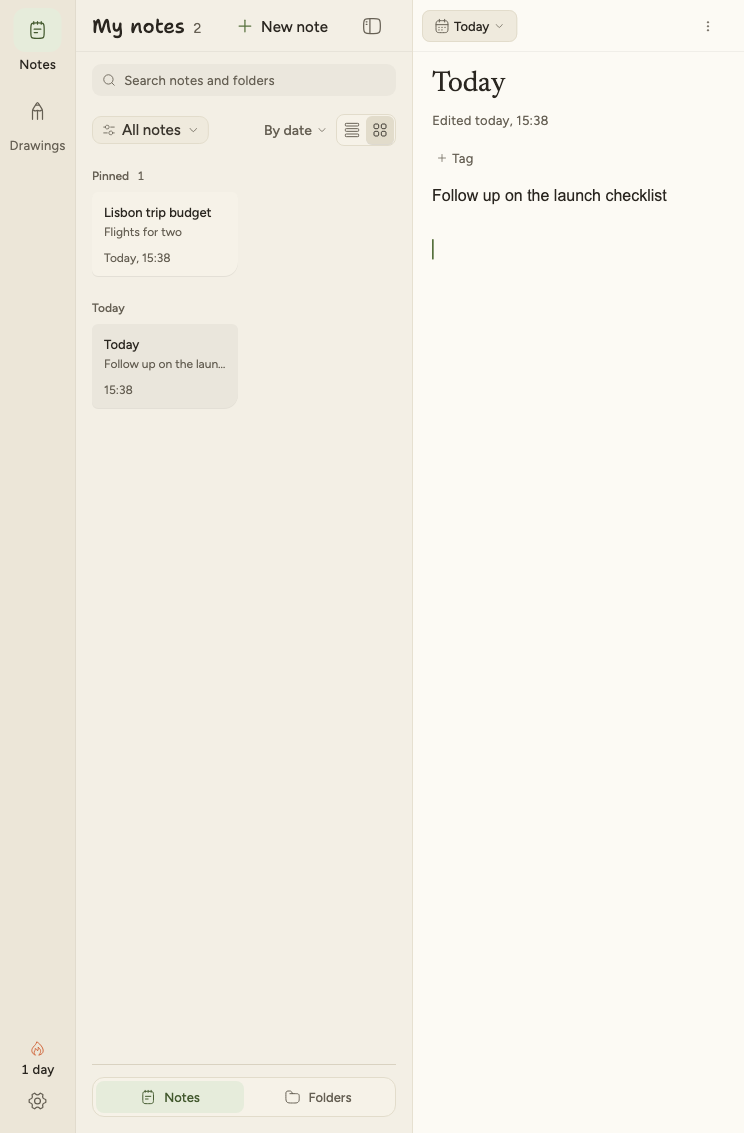 Notes
Drawings
1 day
My notes 2
New note
Search notes and folders
All notes
By date
Pinned 1
Lisbon trip budget
Flights for two
Today, 15:38
Today
Today
Follow up on the laun...
15:38
Notes
Folders
Today
Today
Edited today, 15:38
+ Tag
Follow up on the launch checklist